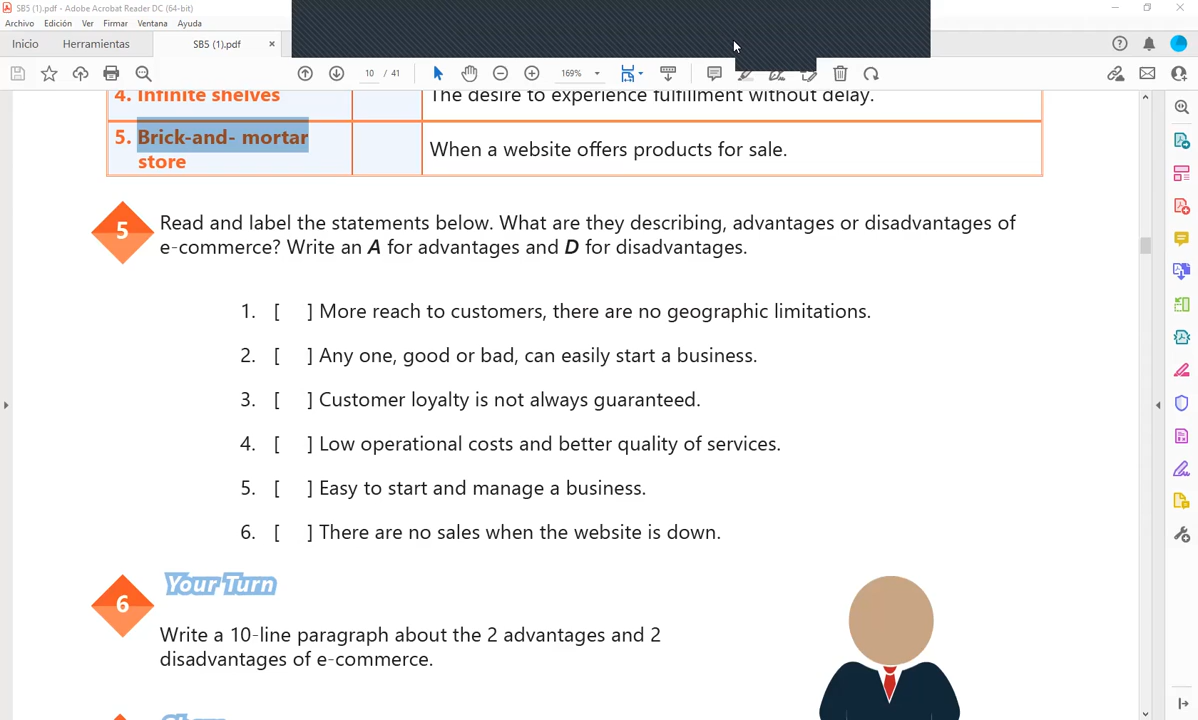 SB5 (1).pdf - Adobe Acrobat Reader DC (64-bit)
Archivo Edición Ver Firmar Ventana Ayuda
Inicio Herramientas SB5 (1).pdf ×
10 / 41 169%
4. Infinite shelves The desire to experience fulfillment without delay.
5. Brick-and- mortar
store
When a website offers products for sale.
5
Read and label the statements below. What are they describing, advantages or disadvantages of
e-commerce? Write an A for advantages and D for disadvantages.
1. [ ] More reach to customers, there are no geographic limitations.
2. [ ] Any one, good or bad, can easily start a business.
3. [ ] Customer loyalty is not always guaranteed.
4. [ ] Low operational costs and better quality of services.
5. [ ] Easy to start and manage a business.
6. [ ] There are no sales when the website is down.
6
Your Turn
Write a 10-line paragraph about the 2 advantages and 2
disadvantages of e-commerce.